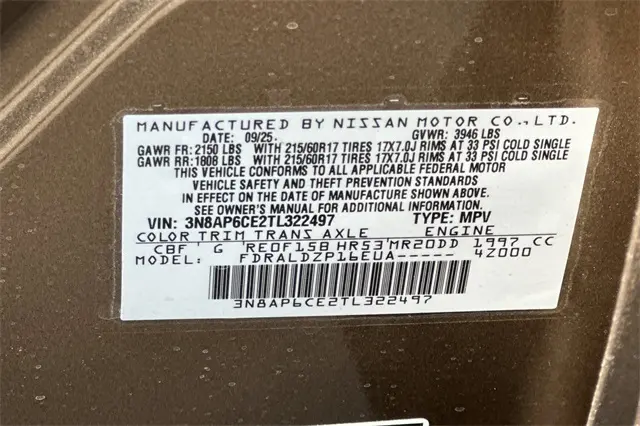 MANUFACTURED BY NISSAN MOTOR CO.,LTD.
DATE: 09/25 GVWR: 3946 LBS
GAWR FR: 2150 LBS WITH 215/60R17 TIRES 17X7.0J RIMS AT 33 PSI COLD SINGLE
GAWR RR: 1808 LBS WITH 215/60R17 TIRES 17X7.0J RIMS AT 33 PSI COLD SINGLE
THIS VEHICLE CONFORMS TO ALL APPLICABLE FEDERAL MOTOR
VEHICLE SAFETY AND THEFT PREVENTION STANDARDS
IN EFFECT ON THE DATE OF MANUFACTURE SHOWN ABOVE.
SEE OWNER'S MANUAL FOR ADDITIONAL INFORMATION.
VIN: 3N8AP6CE2TL322497 TYPE: MPV
COLOR TRIM TRANS AXLE ENGINE
CBF G RE0F15B HR53 MR20DD 1997 CC
MODEL: FDRALDZP16EUA----- 4Z000
3N8AP6CE2TL322497